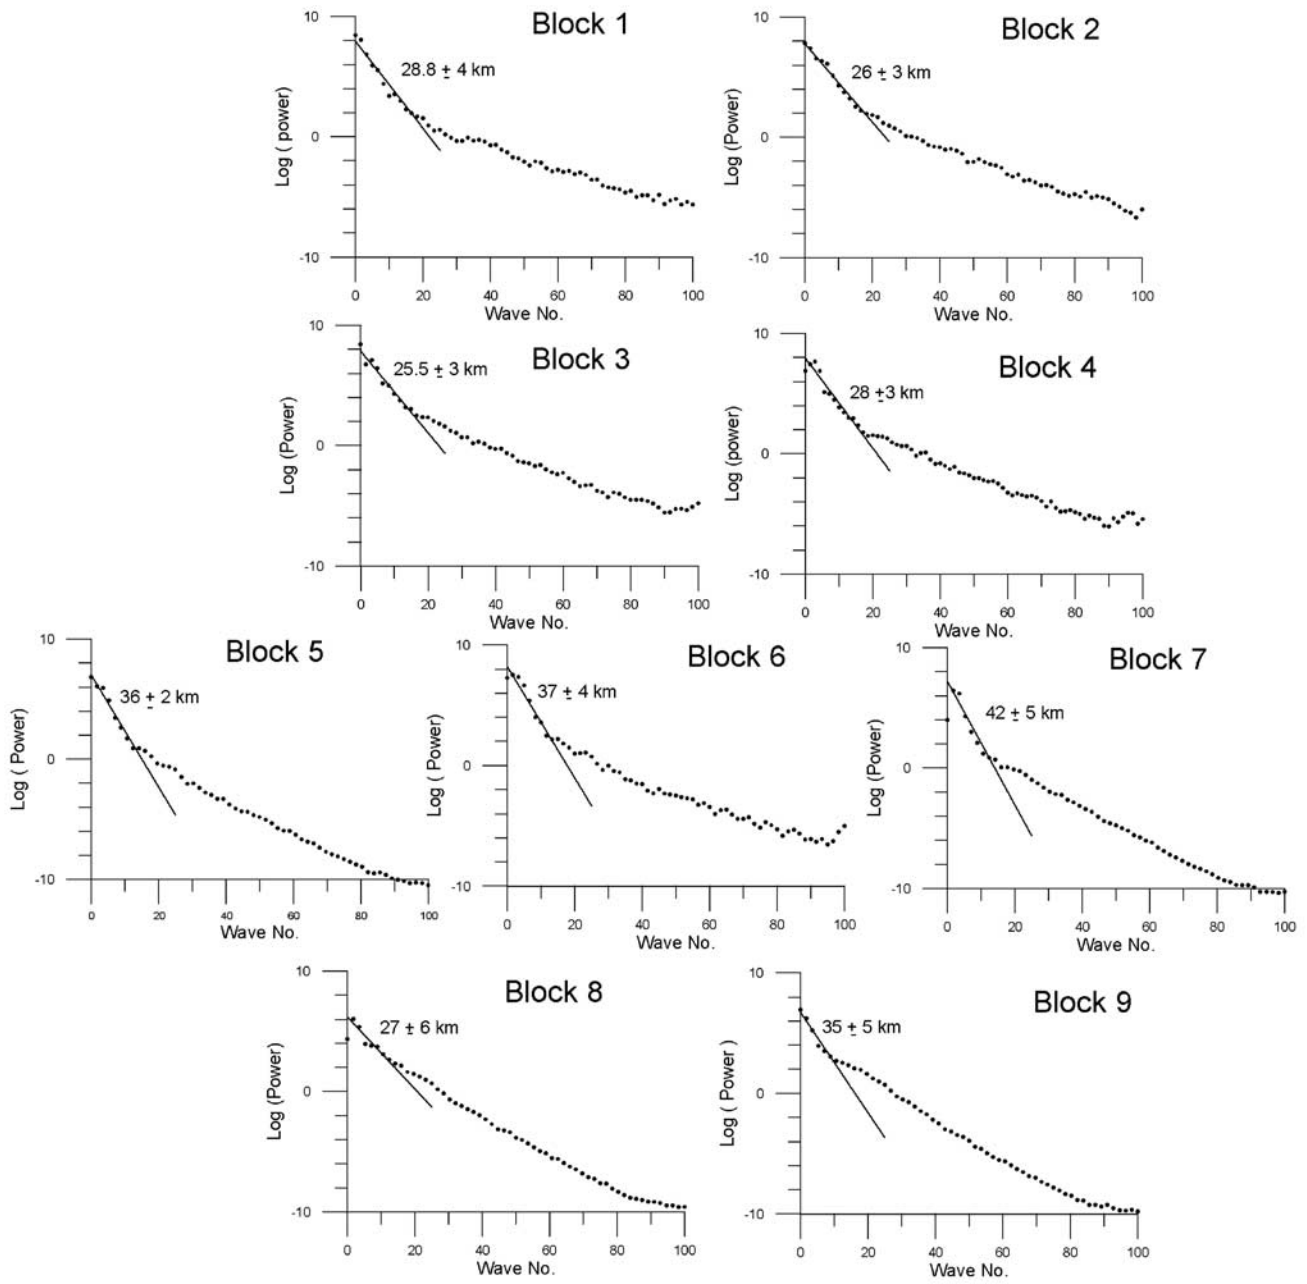 Block 1
10
28.8 ± 4 km
Log ( power)
0
-10
0 20 40 60 80 100
Wave No.
Block 2
10
26 ± 3 km
Log (Power)
0
-10
0 20 40 60 80 100
Wave No.
Block 3
10
25.5 ± 3 km
Log (Power)
0
-10
0 20 40 60 80 100
Wave No.
Block 4
10
28 ±3 km
Log (power)
0
-10
0 20 40 60 80 100
Wave No.
Block 5
10
36 ± 2 km
Log ( Power)
0
-10
0 20 40 60 80 100
Wave No.
Block 6
10
37 ± 4 km
Log ( Power)
0
-10
0 20 40 60 80 100
Wave No.
Block 7
10
42 ± 5 km
Log (Power)
0
-10
0 20 40 60 80 100
Wave No.
Block 8
10
27 ± 6 km
Log (Power)
0
-10
0 20 40 60 80 100
Wave No.
Block 9
10
35 ± 5 km
Log ( Power )
0
-10
0 20 40 60 80 100
Wave No.